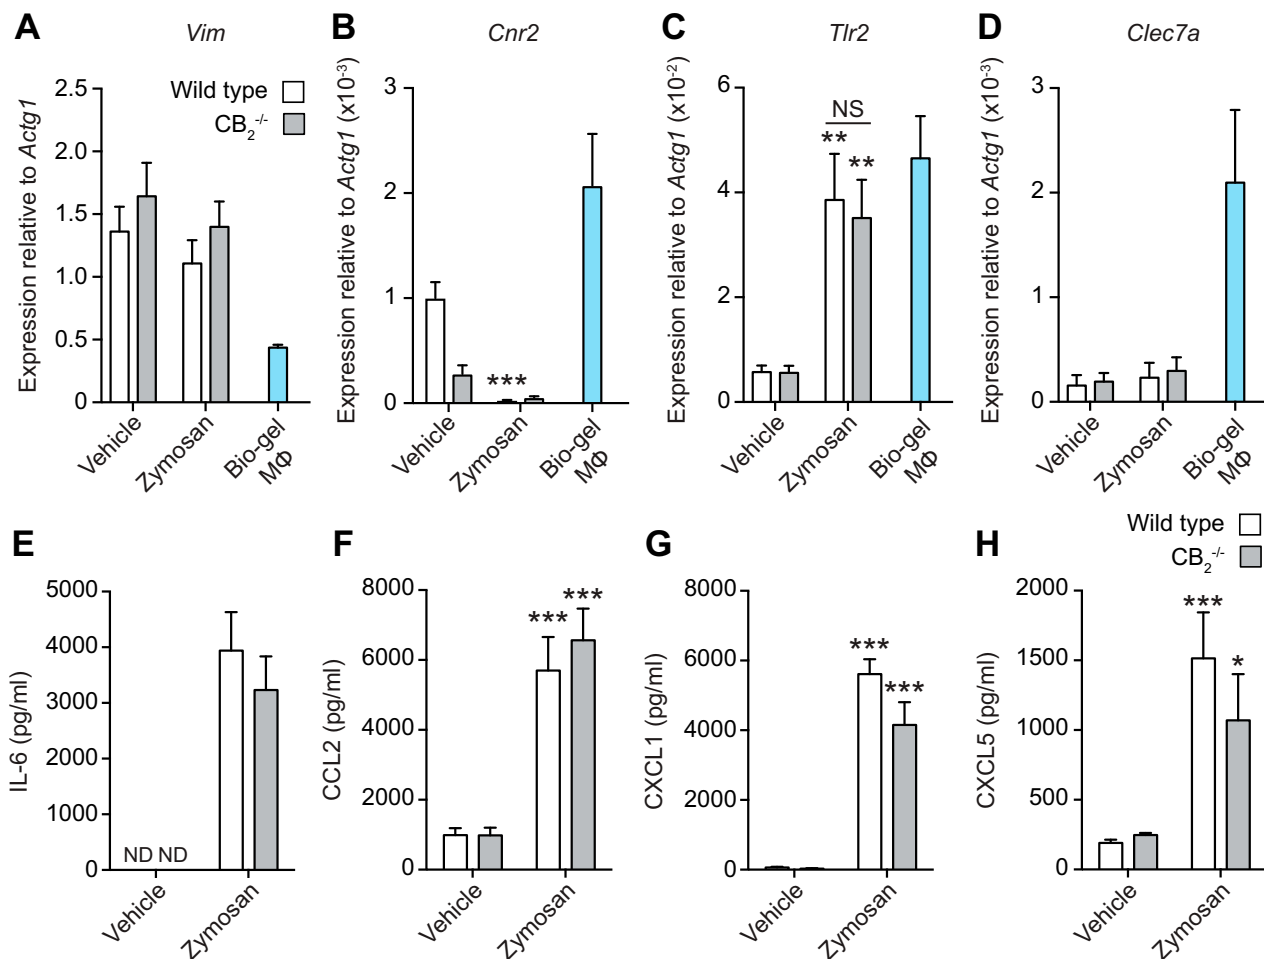 A
Vim
Expression relative to Actg1
2.5
2.0
1.5
1.0
0.5
0
Wild type
CB2-/-
Vehicle
Zymosan
Bio-gel
MΦ
B
Cnr2
Expression relative to Actg1 (x10-3)
3
2
1
0
***
Vehicle
Zymosan
Bio-gel
MΦ
C
Tlr2
Expression relative to Actg1 (x10-2)
6
4
2
0
NS
**
**
Vehicle
Zymosan
Bio-gel
MΦ
D
Clec7a
Expression relative to Actg1 (x10-3)
3
2
1
0
Vehicle
Zymosan
Bio-gel
MΦ
E
IL-6 (pg/ml)
5000
4000
3000
2000
1000
0
ND ND
Vehicle
Zymosan
F
CCL2 (pg/ml)
8000
6000
4000
2000
0
***
***
Vehicle
Zymosan
G
CXCL1 (pg/ml)
8000
6000
4000
2000
0
***
***
Vehicle
Zymosan
H
Wild type
CB2-/-
CXCL5 (pg/ml)
2000
1500
1000
500
0
***
*
Vehicle
Zymosan